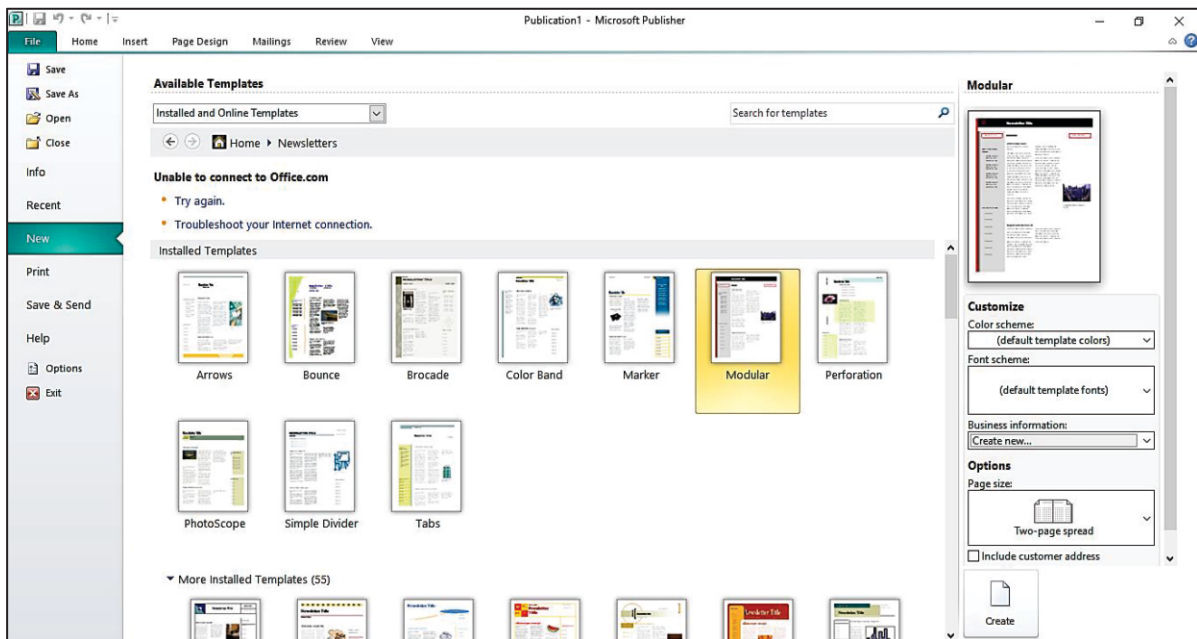 Publication1 - Microsoft Publisher
File Home Insert Page Design Mailings Review View
Save
Save As
Open
Close
Info
Recent
New
Print
Save & Send
Help
Options
Exit
Available Templates
Installed and Online Templates
Search for templates
Home Newsletters
Unable to connect to Office.com
Try again.
Troubleshoot your Internet connection.
Installed Templates
Arrows Bounce Brocade Color Band Marker Modular Perforation
PhotoScope Simple Divider Tabs
More Installed Templates (55)
Modular
Newsletter Title
Customize
Color scheme:
(default template colors)
Font scheme:
(default template fonts)
Business information:
Create new...
Options
Page size:
Two-page spread
Include customer address
Create